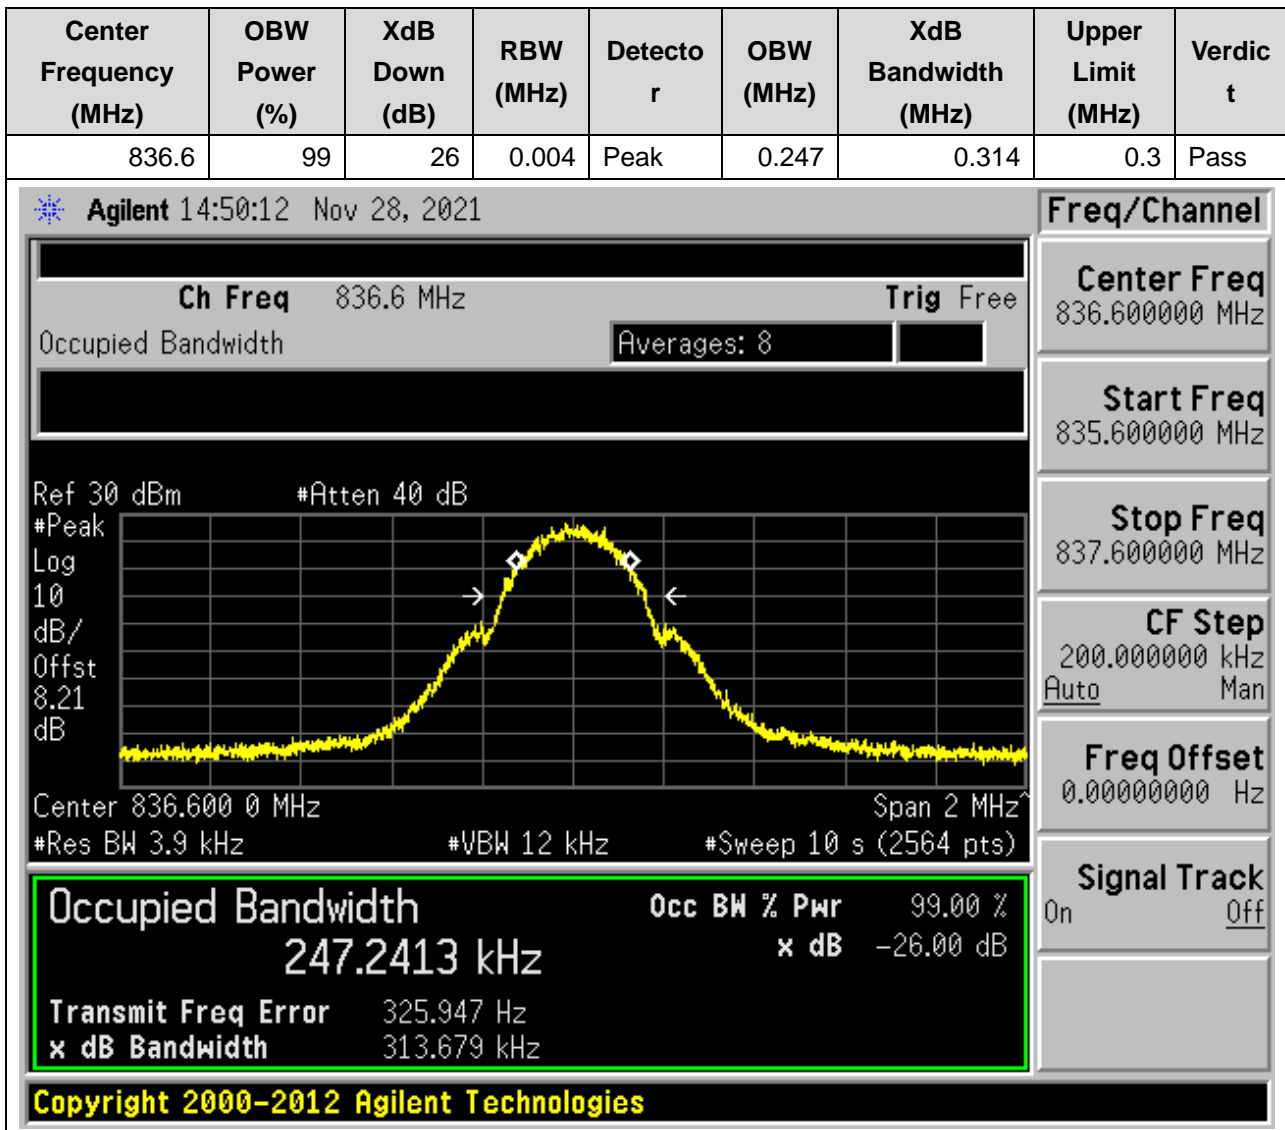 Center Frequency (MHz) OBW Power (%) XdB Down (dB) RBW (MHz) Detecto r OBW (MHz) XdB Bandwidth (MHz) Upper Limit (MHz) Verdic t
836.6 99 26 0.004 Peak 0.247 0.314 0.3 Pass
Agilent 14:50:12 Nov 28, 2021
Ch Freq 836.6 MHz Trig Free
Occupied Bandwidth Averages: 8
Ref 30 dBm #Atten 40 dB
#Peak
Log
10
dB/
Offst
8.21
dB
Center 836.600 0 MHz Span 2 MHz^
#Res BW 3.9 kHz #VBW 12 kHz #Sweep 10 s (2564 pts)
Occupied Bandwidth Occ BW % Pwr 99.00 %
247.2413 kHz x dB -26.00 dB
Transmit Freq Error 325.947 Hz
x dB Bandwidth 313.679 kHz
Copyright 2000-2012 Agilent Technologies
Freq/Channel
Center Freq
836.600000 MHz
Start Freq
835.600000 MHz
Stop Freq
837.600000 MHz
CF Step
200.000000 kHz
Auto Man
Freq Offset
0.00000000 Hz
Signal Track
On Off